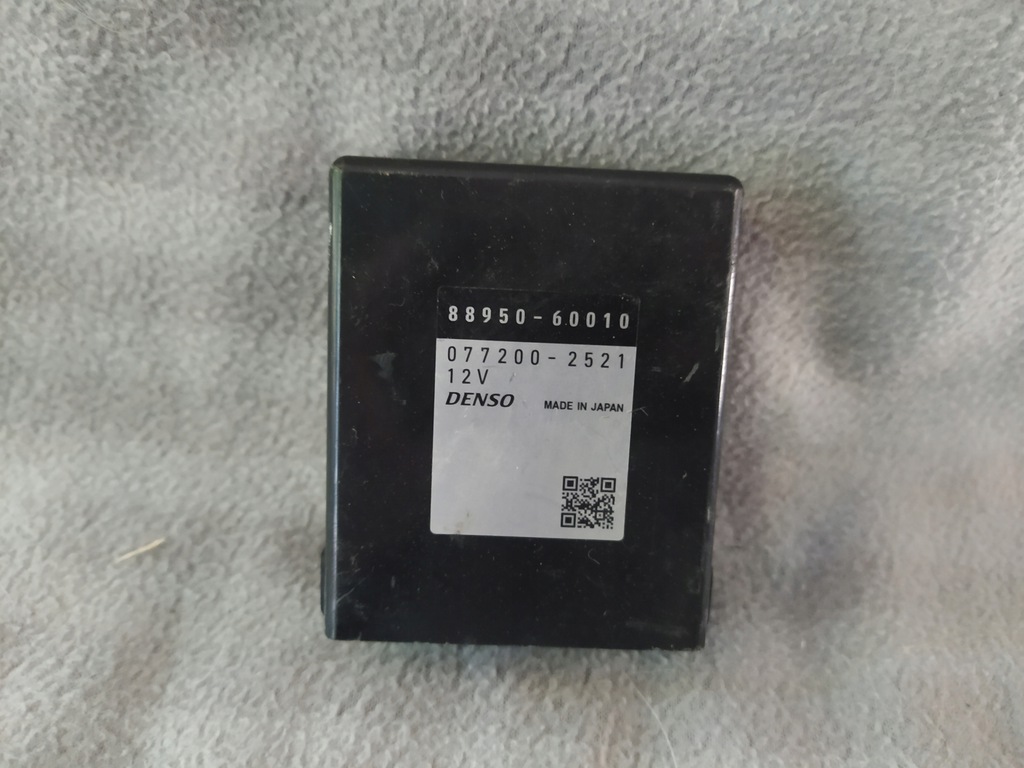 88950-60010
077200-2521
12V
DENSO MADE IN JAPAN